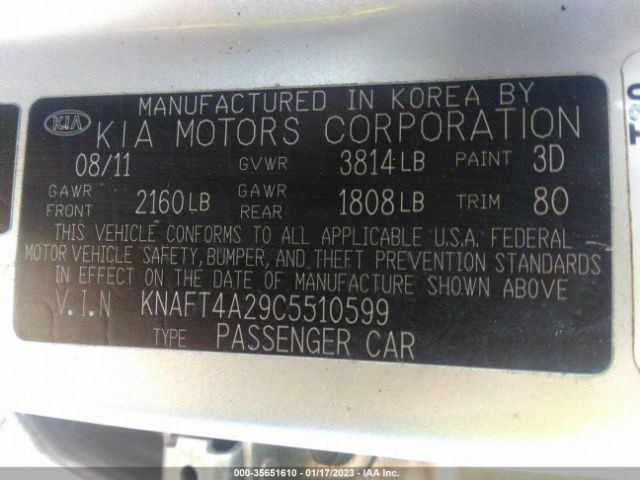 MANUFACTURED IN KOREA BY
KIA KIA MOTORS CORPORATION
08/11 GVWR 3814 LB PAINT 3D
GAWR FRONT 2160 LB GAWR REAR 1808 LB TRIM 80
THIS VEHICLE CONFORMS TO ALL APPLICABLE U.S.A. FEDERAL
MOTOR VEHICLE SAFETY, BUMPER, AND THEFT PREVENTION STANDARDS
IN EFFECT ON THE DATE OF MANUFACTURE SHOWN ABOVE
V.I.N KNAFT4A29C5510599
TYPE PASSENGER CAR
000-35651610 - 01/17/2023 - IAA Inc.